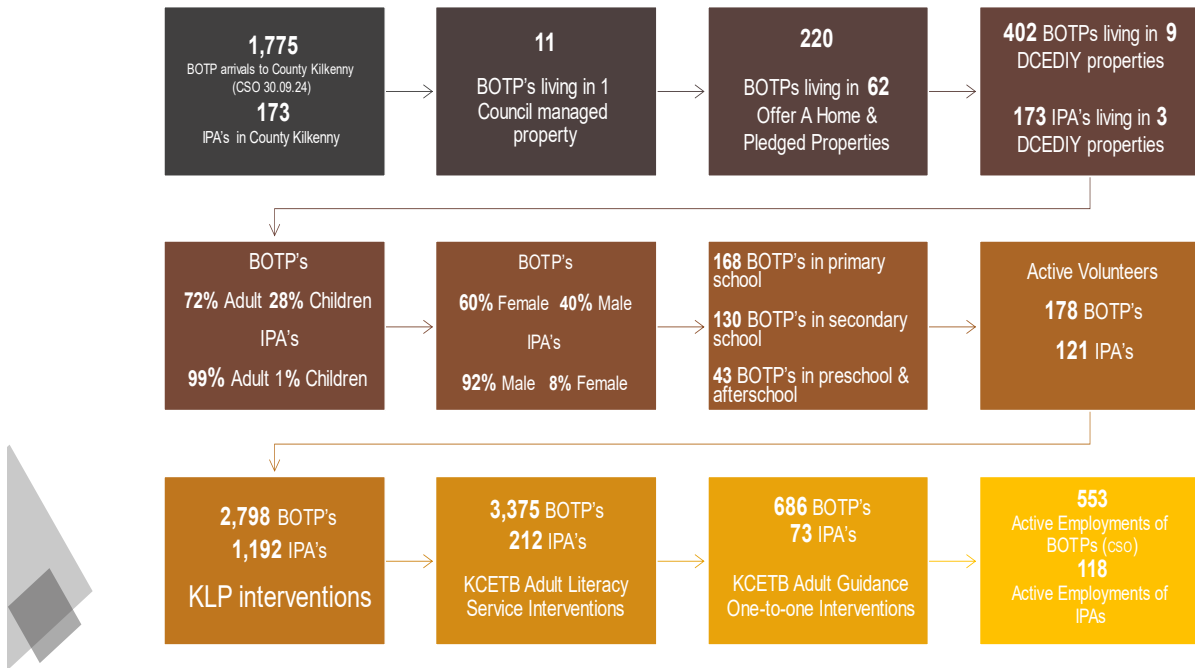 1,775
BOTP arrivals to County Kilkenny
(CSO 30.09.24)
173
IPA's in County Kilkenny
11
BOTP's living in 1
Council managed
property
220
BOTPs living in 62
Offer A Home &
Pledged Properties
402 BOTPs living in 9
DCEDIY properties
173 IPA's living in 3
DCEDIY properties
BOTP's
72% Adult 28% Children
IPA's
99% Adult 1% Children
BOTP's
60% Female 40% Male
IPA's
92% Male 8% Female
168 BOTP's in primary
school
130 BOTP's in secondary
school
43 BOTP's in preschool &
afterschool
Active Volunteers
178 BOTP's
121 IPA's
2,798 BOTP's
1,192 IPA's
KLP interventions
3,375 BOTP's
212 IPA's
KCETB Adult Literacy
Service Interventions
686 BOTP's
73 IPA's
KCETB Adult Guidance
One-to-one Interventions
553
Active Employments of
BOTPs (cso)
118
Active Employments of
IPAs